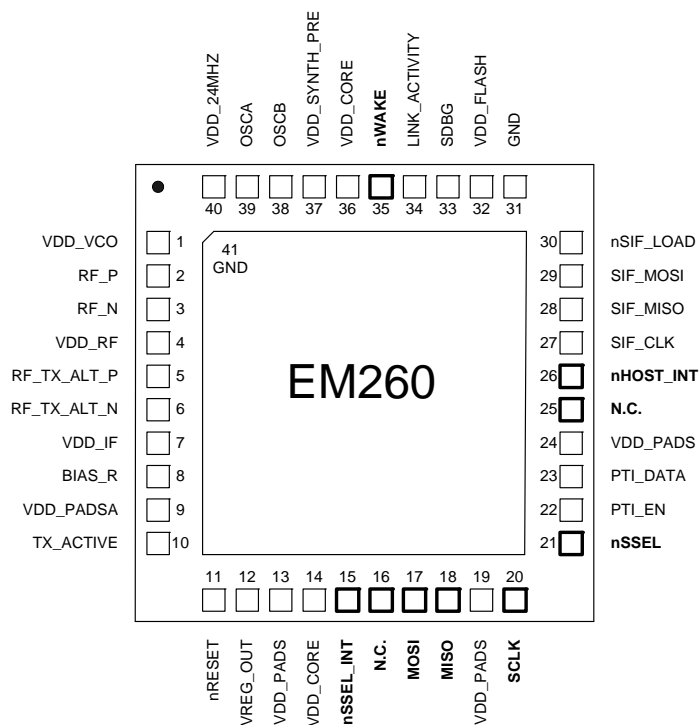 VDD_24MHZ
OSCA
OSCB
VDD_SYNTH_PRE
VDD_CORE
nWAKE
LINK_ACTIVITY
SDBG
VDD_FLASH
GND
40 39 38 37 36 35 34 33 32 31
VDD_VCO 1
RF_P 2
RF_N 3
VDD_RF 4
RF_TX_ALT_P 5
RF_TX_ALT_N 6
VDD_IF 7
BIAS_R 8
VDD_PADSA 9
TX_ACTIVE 10
41
GND
EM260
30 nSIF_LOAD
29 SIF_MOSI
28 SIF_MISO
27 SIF_CLK
26 nHOST_INT
25 N.C.
24 VDD_PADS
23 PTI_DATA
22 PTI_EN
21 nSSEL
11 12 13 14 15 16 17 18 19 20
nRESET
VREG_OUT
VDD_PADS
VDD_CORE
nSSEL_INT
N.C.
MOSI
MISO
VDD_PADS
SCLK